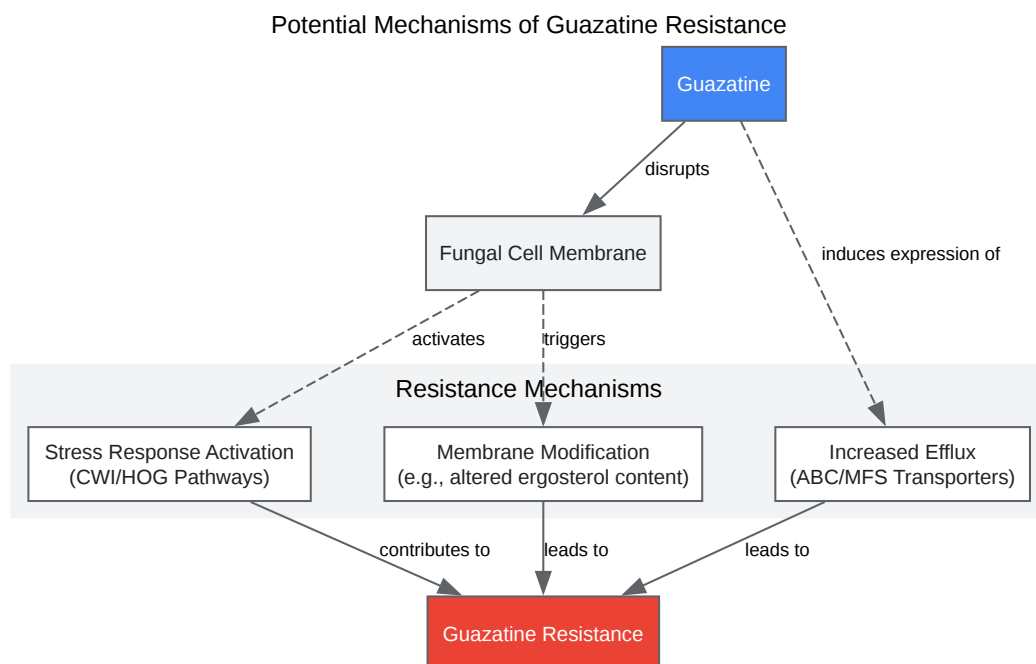 Potential Mechanisms of Guazatine Resistance
Guazatine
disrupts
Fungal Cell Membrane
induces expression of
activates
triggers
Resistance Mechanisms
Stress Response Activation
(CWI/HOG Pathways)
Membrane Modification
(e.g., altered ergosterol content)
Increased Efflux
(ABC/MFS Transporters)
contributes to
leads to
leads to
Guazatine Resistance